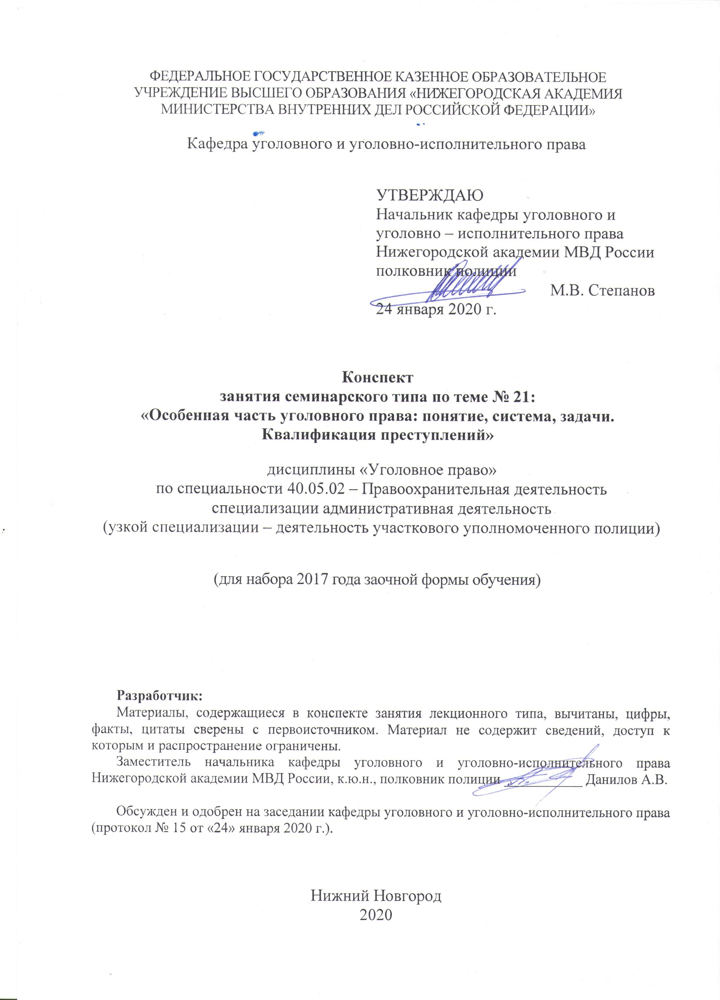 ФЕДЕРАЛЬНОЕ ГОСУДАРСТВЕННОЕ КАЗЕННОЕ ОБРАЗОВАТЕЛЬНОЕ
УЧРЕЖДЕНИЕ ВЫСШЕГО ОБРАЗОВАНИЯ «НИЖЕГОРОДСКАЯ АКАДЕМИЯ
МИНИСТЕРСТВА ВНУТРЕННИХ ДЕЛ РОССИЙСКОЙ ФЕДЕРАЦИИ»
Кафедра уголовного и уголовно-исполнительного права
УТВЕРЖДАЮ
Начальник кафедры уголовного и
уголовно – исполнительного права
Нижегородской академии МВД России
полковник полиции
М.В. Степанов
24 января 2020 г.
Конспект
занятия семинарского типа по теме № 21:
«Особенная часть уголовного права: понятие, система, задачи.
Квалификация преступлений»
дисциплины «Уголовное право»
по специальности 40.05.02 – Правоохранительная деятельность
специализации административная деятельность
(узкой специализации – деятельность участкового уполномоченного полиции)
(для набора 2017 года заочной формы обучения)
Разработчик:
Материалы, содержащиеся в конспекте занятия лекционного типа, вычитаны, цифры,
факты, цитаты сверены с первоисточником. Материал не содержит сведений, доступ к
которым и распространение ограничены.
Заместитель начальника кафедры уголовного и уголовно-исполнительного права
Нижегородской академии МВД России, к.ю.н., полковник полиции ___________ Данилов А.В.
Обсужден и одобрен на заседании кафедры уголовного и уголовно-исполнительного права
(протокол № 15 от «24» января 2020 г.).
Нижний Новгород
2020